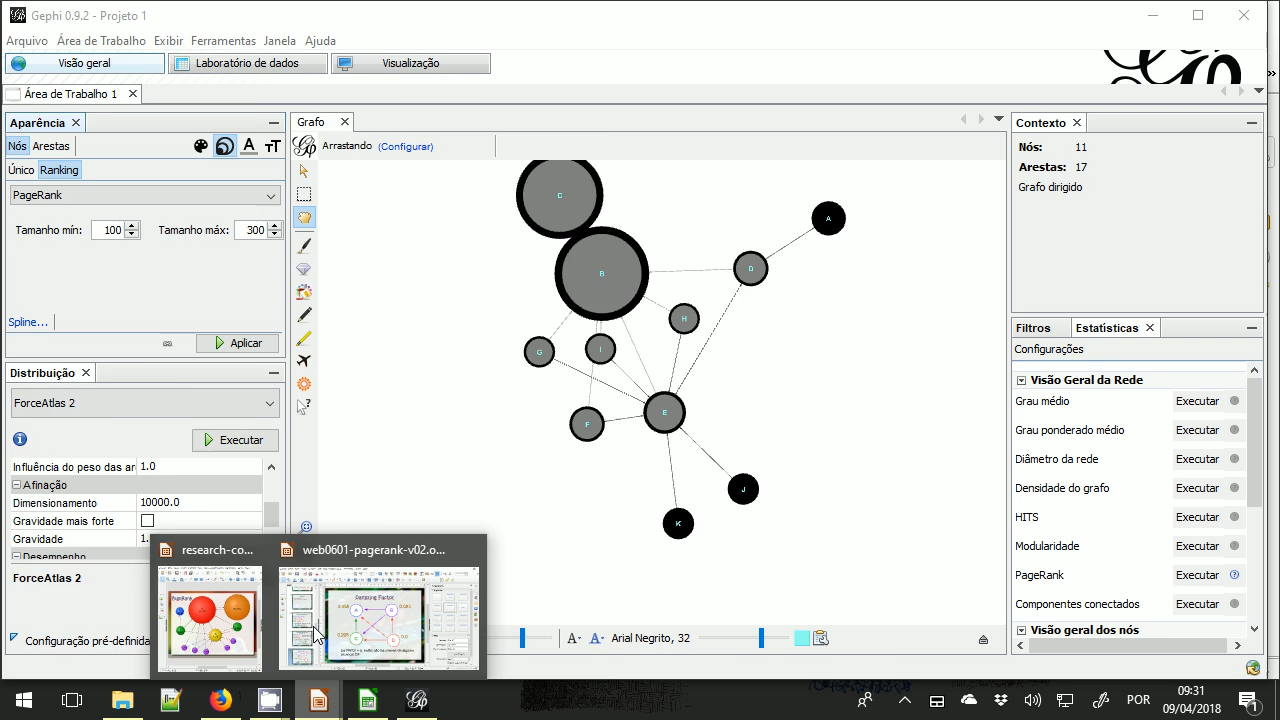 Gephi 0.9.2 - Projeto 1
Arquivo Área de Trabalho Exibir Ferramentas Janela Ajuda
Visão geral Laboratório de dados Visualização
Área de Trabalho 1
Aparência
Nós Arestas
Único Ranking
PageRank
Tamanho mín: 100 Tamanho máx: 300
Spline...
Aplicar
Distribuição
ForceAtlas 2
Executar
Influência do peso das ar 1.0
Afinação
Dimensionamento 10000.0
Gravidade mais forte
Gravidade 1.
Desempenho
ForceAtlas 2
Configuração pré-definida
Grafo
Arrastando (Configurar)
C
A
B
D
H
G
I
E
F
J
K
Arial Negrito, 32
Contexto
Nós: 11
Arestas: 17
Grafo dirigido
Filtros Estatísticas
Configurações
Visão Geral da Rede
Grau médio Executar
Grau ponderado médio Executar
Diâmetro da rede Executar
Densidade do grafo Executar
HITS Executar
Modularidade Executar
PageRank Executar
Componentes conectados Executar
Visão geral dos nós
research-co... web0601-pagerank-v02.o...
PageRank
Damping Factor
POR
09:31
09/04/2018
1